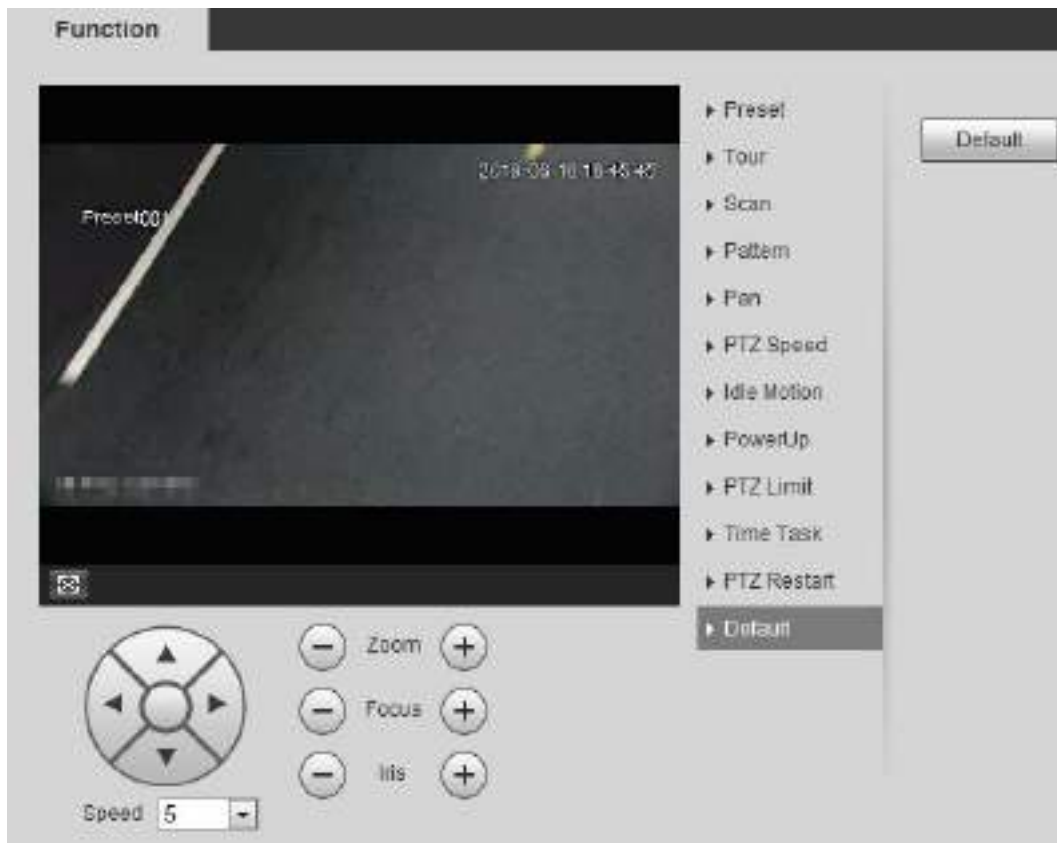 Function
Preset
Tour
Scan
Pattern
Pan
PTZ Speed
Idle Motion
PowerUp
PTZ Limit
Time Task
PTZ Restart
Default
Default
Zoom
Focus
Iris
Speed 5